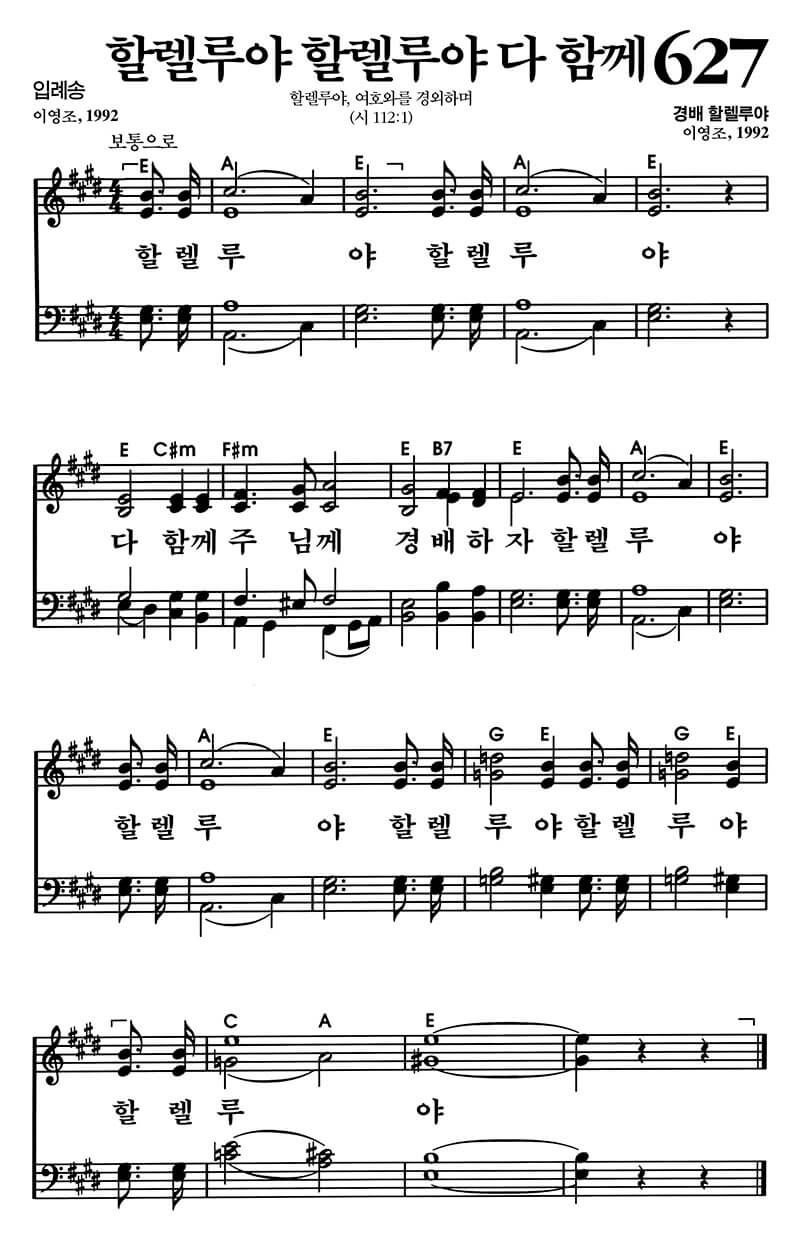 할렐루야 할렐루야 다 함께 627
입례송
할렐루야, 여호와를 경외하며
이영조, 1992
(시 112:1)
경배 할렐루야
이영조, 1992
보통으로
E A E A E
4 4
할 렐 루 야 할 렐 루 야
4 4
E C#m F#m E B7 E A E
다 함께 주 님께 경 배 하 자 할 렐 루 야
A E G E G E
할 렐 루 야 할 렐 루 야 할 렐 루 야
C A E
할 렐 루 야